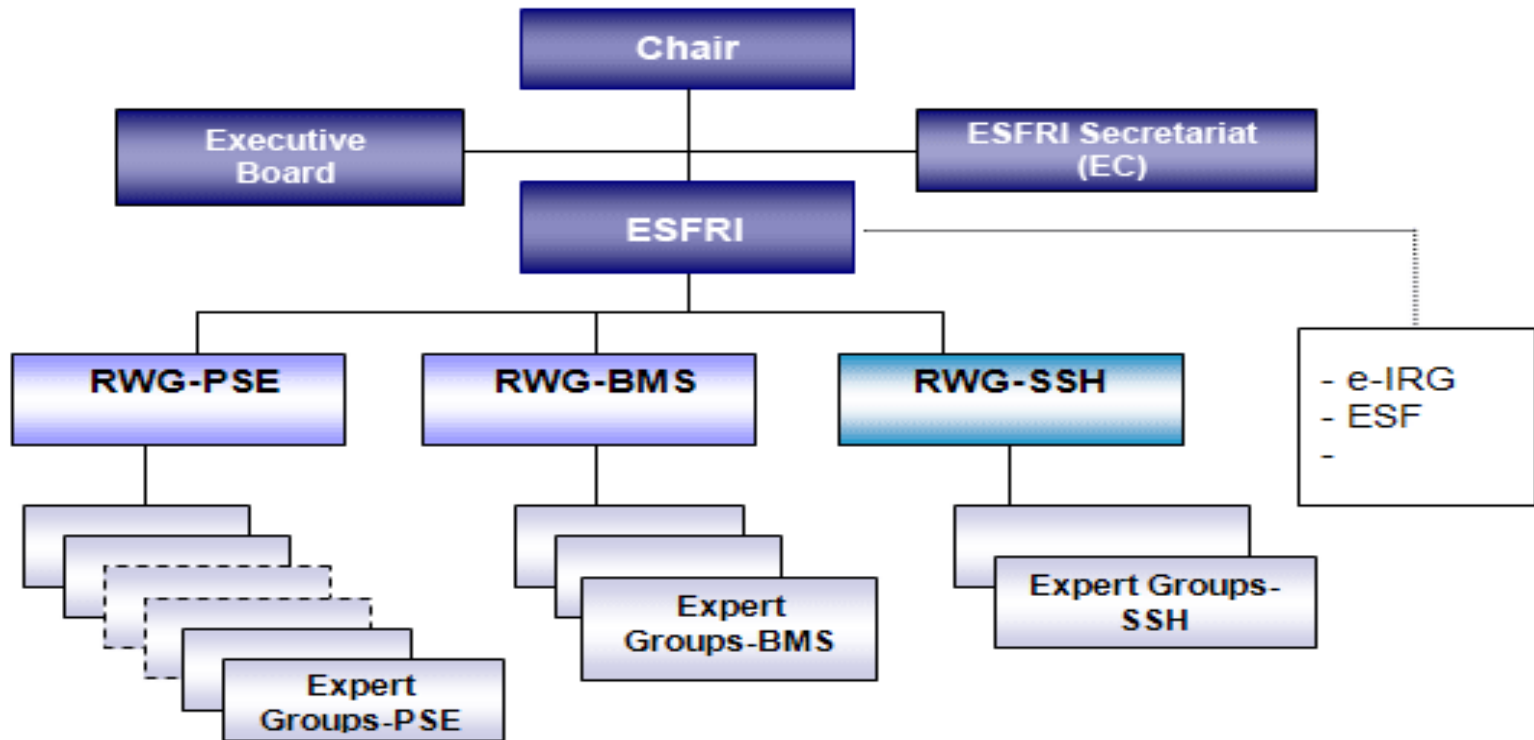 Chair
Executive
Board
ESFRI Secretariat
(EC)
ESFRI
RWG-PSE
RWG-BMS
RWG-SSH
- e-IRG
- ESF
-
Expert
Groups-PSE
Expert
Groups-BMS
Expert Groups-
SSH